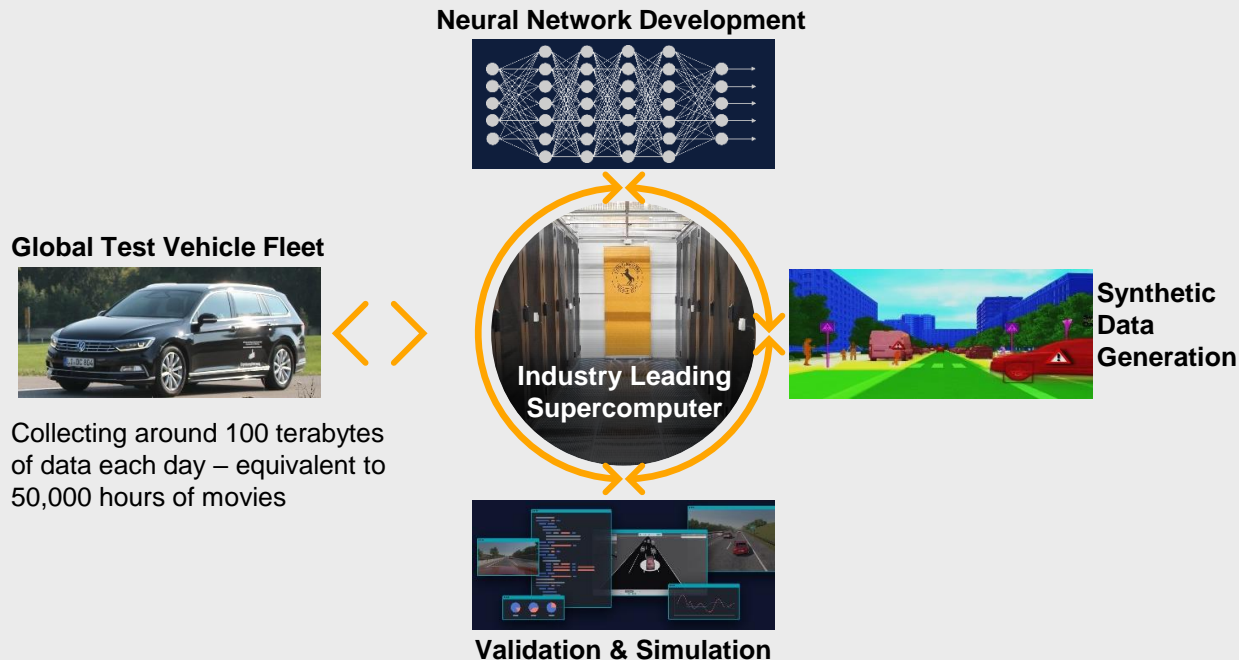 Neural Network Development
Global Test Vehicle Fleet
Industry Leading
Supercomputer
Synthetic
Data
Generation
Collecting around 100 terabytes
of data each day – equivalent to
50,000 hours of movies
Validation & Simulation